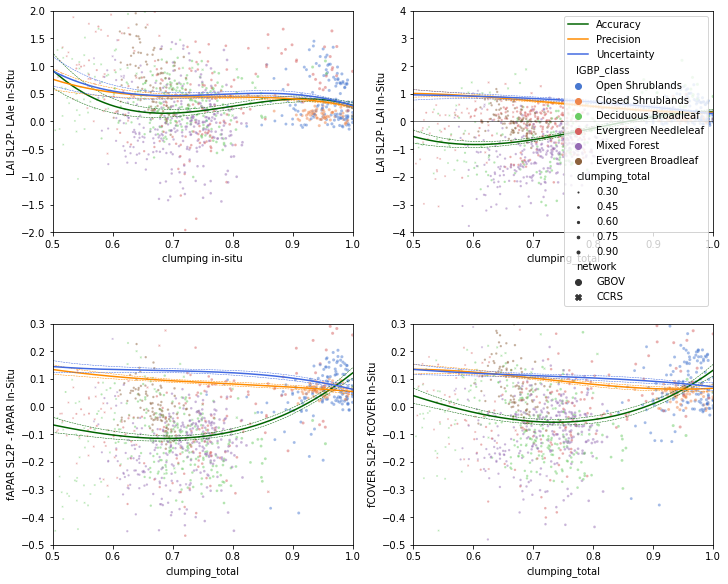 2.0
1.5
1.0
0.5
0.0
−0.5
−1.0
−1.5
−2.0
LAI SL2P- LAIe In-Situ
0.5 0.6 0.7 0.8 0.9 1.0
clumping in-situ
4
3
2
1
0
−1
−2
−3
−4
LAI SL2P- LAI In-Situ
0.5 0.6 0.7 0.8 0.9 1.0
clumping_total
Accuracy
Precision
Uncertainty
IGBP_class
Open Shrublands
Closed Shrublands
Deciduous Broadleaf
Evergreen Needleleaf
Mixed Forest
Evergreen Broadleaf
clumping_total
0.30
0.45
0.60
0.75
0.90
network
GBOV
CCRS
0.3
0.2
0.1
0.0
−0.1
−0.2
−0.3
−0.4
−0.5
fAPAR SL2P - fAPAR In-Situ
0.5 0.6 0.7 0.8 0.9 1.0
clumping_total
0.3
0.2
0.1
0.0
−0.1
−0.2
−0.3
−0.4
−0.5
fCOVER SL2P- fCOVER In-Situ
0.5 0.6 0.7 0.8 0.9 1.0
clumping_total